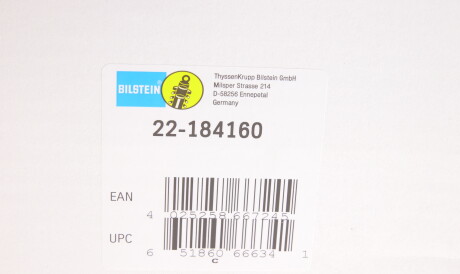 ThyssenKrupp Bilstein GmbH
Milsper Strasse 214
D-58256 Ennepetal
Germany
BILSTEIN
22-184160
EAN
4 025258 667245
UPC
6 51860 66634 1
C